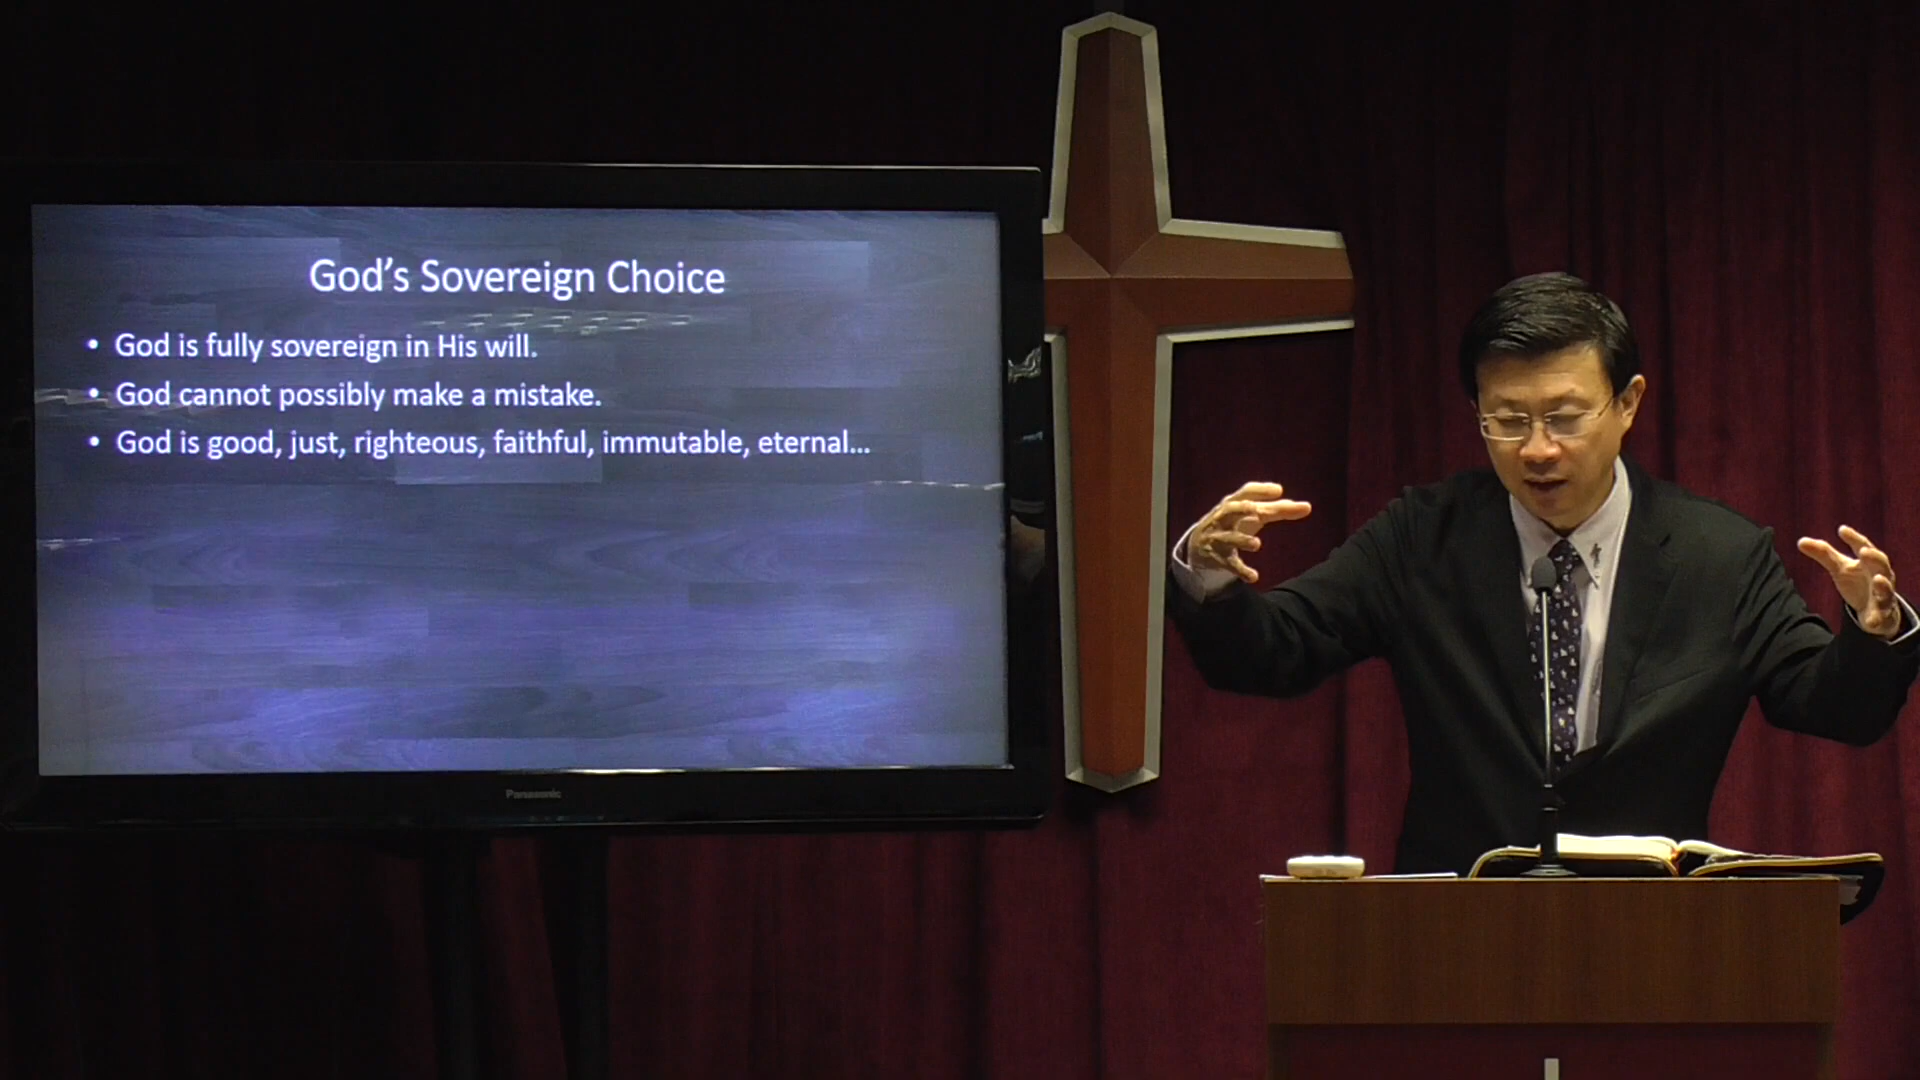 God’s Sovereign Choice
• God is fully sovereign in His will.
• God cannot possibly make a mistake.
• God is good, just, righteous, faithful, immutable, eternal...
Panasonic